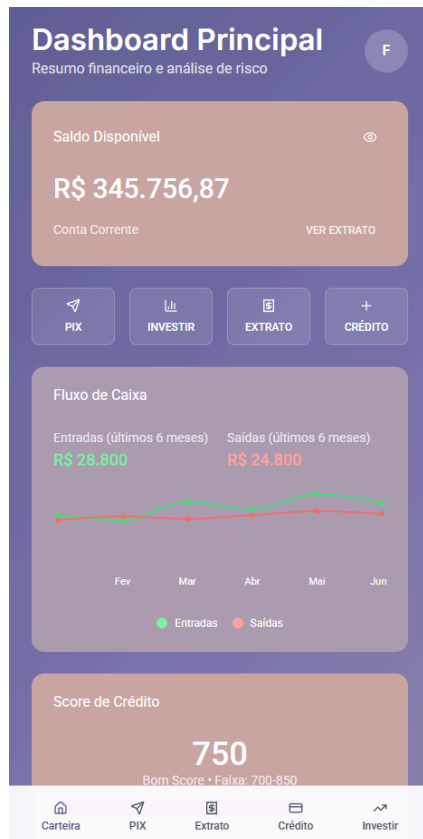 Dashboard Principal
Resumo financeiro e análise de risco
F
Saldo Disponível
R$ 345.756,87
Conta Corrente
VER EXTRATO
PIX
INVESTIR
EXTRATO
CRÉDITO
Fluxo de Caixa
Entradas (últimos 6 meses)
Saídas (últimos 6 meses)
R$ 28.800
R$ 24.800
Fev
Mar
Abr
Mai
Jun
Entradas
Saídas
Score de Crédito
750
Bom Score • Faixa: 700-850
Carteira
PIX
Extrato
Crédito
Investir